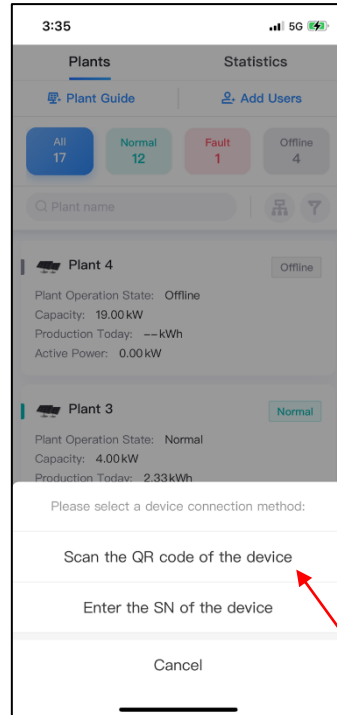 3:35 5G
Plants Statistics
Plant Guide Add Users
All Normal Fault Offline
17 12 1 4
Plant name
Plant 4 Offline
Plant Operation State: Offline
Capacity: 19.00 kW
Production Today: -- kWh
Active Power: 0.00 kW
Plant 3 Normal
Plant Operation State: Normal
Capacity: 4.00 kW
Production Today: 2.33 kWh
Please select a device connection method:
Scan the QR code of the device
Enter the SN of the device
Cancel